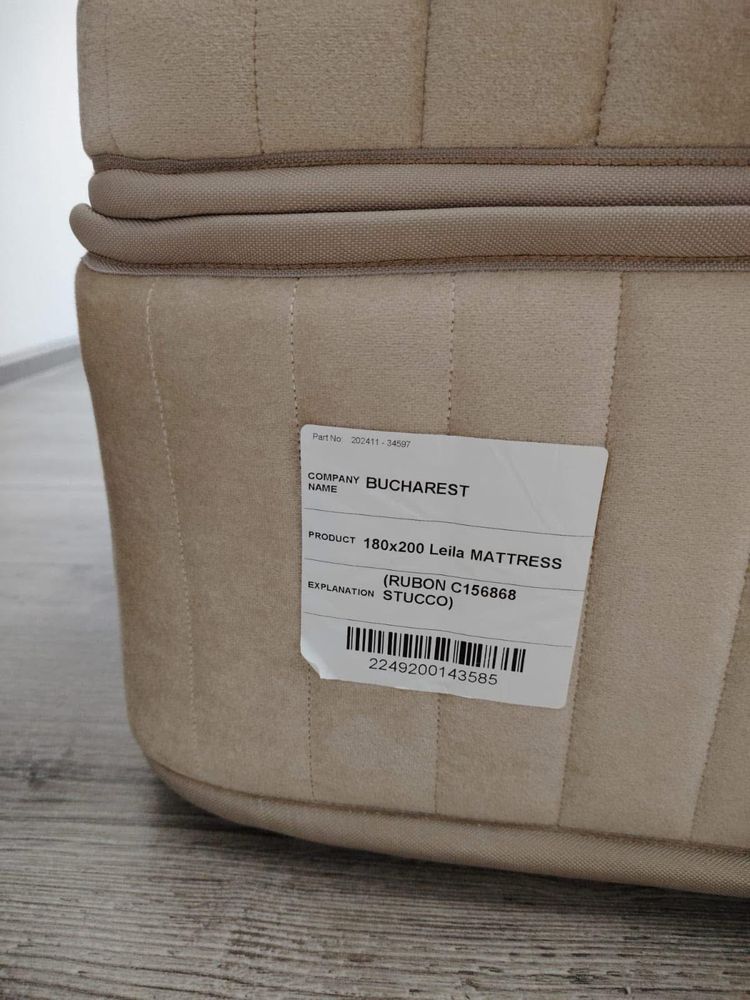 Part No: 202411 - 34597
COMPANY NAME BUCHAREST
PRODUCT 180x200 Leila MATTRESS
EXPLANATION (RUBON C156868
STUCCO)
2249200143585